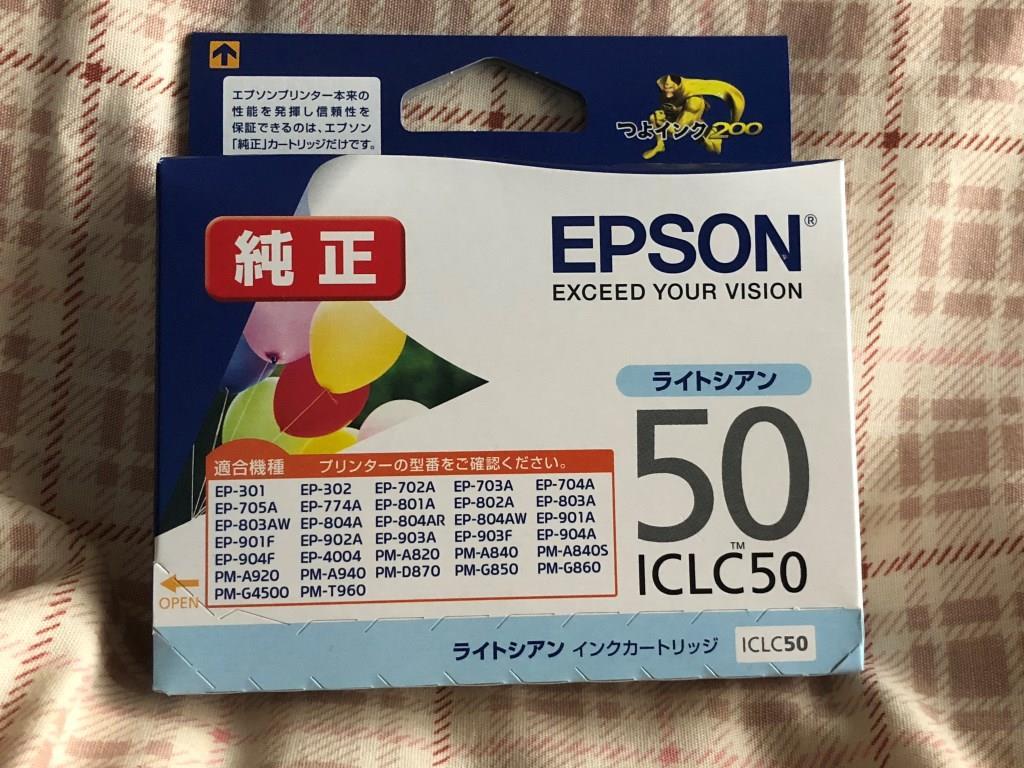 エプソンプリンター本来の
性能を発揮し信頼性を
保証できるのは、エプソン
「純正」カートリッジだけです。
つよインク200
純正
EPSON®
EXCEED YOUR VISION
ライトシアン
50
ICLC50™
適合機種 プリンターの型番をご確認ください。
EP-301 EP-302 EP-702A EP-703A EP-704A
EP-705A EP-774A EP-801A EP-802A EP-803A
EP-803AW EP-804A EP-804AR EP-804AW EP-901A
EP-901F EP-902A EP-903A EP-903F EP-904A
EP-904F EP-4004 PM-A820 PM-A840 PM-A840S
PM-A920 PM-A940 PM-D870 PM-G850 PM-G860
PM-G4500 PM-T960
OPEN
ライトシアン インクカートリッジ ICLC50